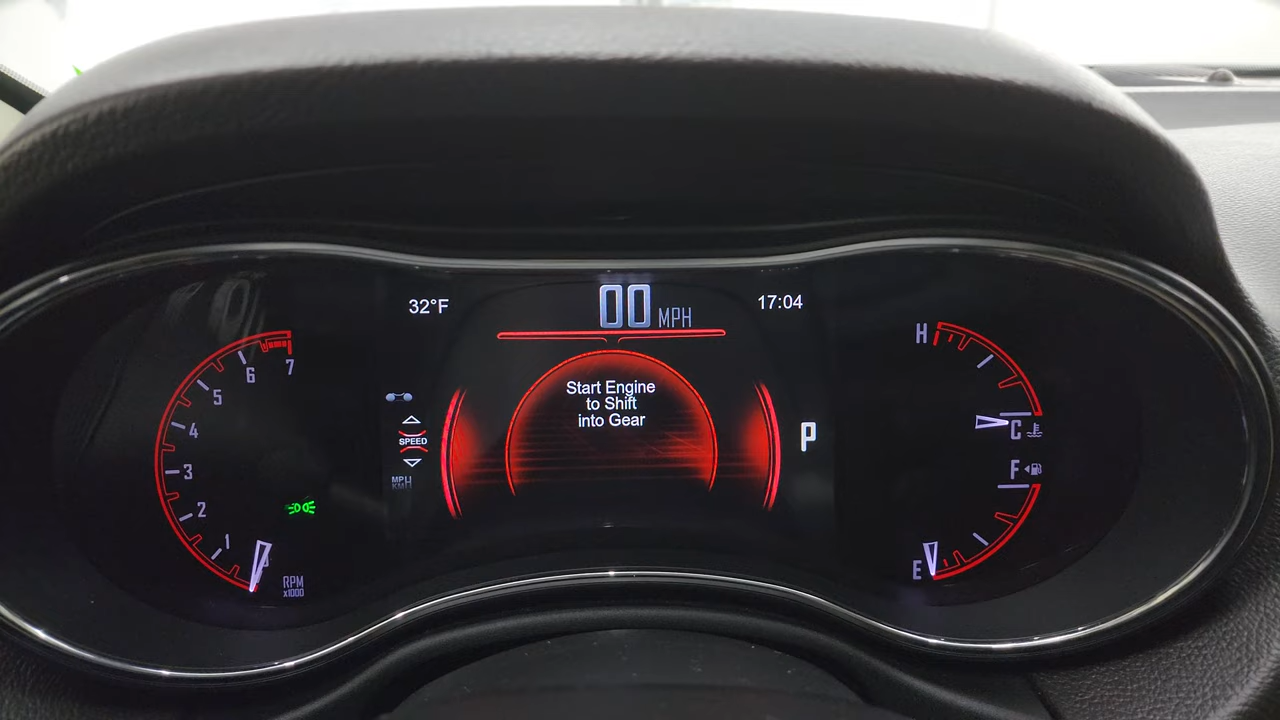 32°F
00 MPH
17:04
Start Engine
to Shift
into Gear
SPEED
MPH
KMH
P
7
6
5
4
3
2
1
RPM
x1000
H
C
F
E